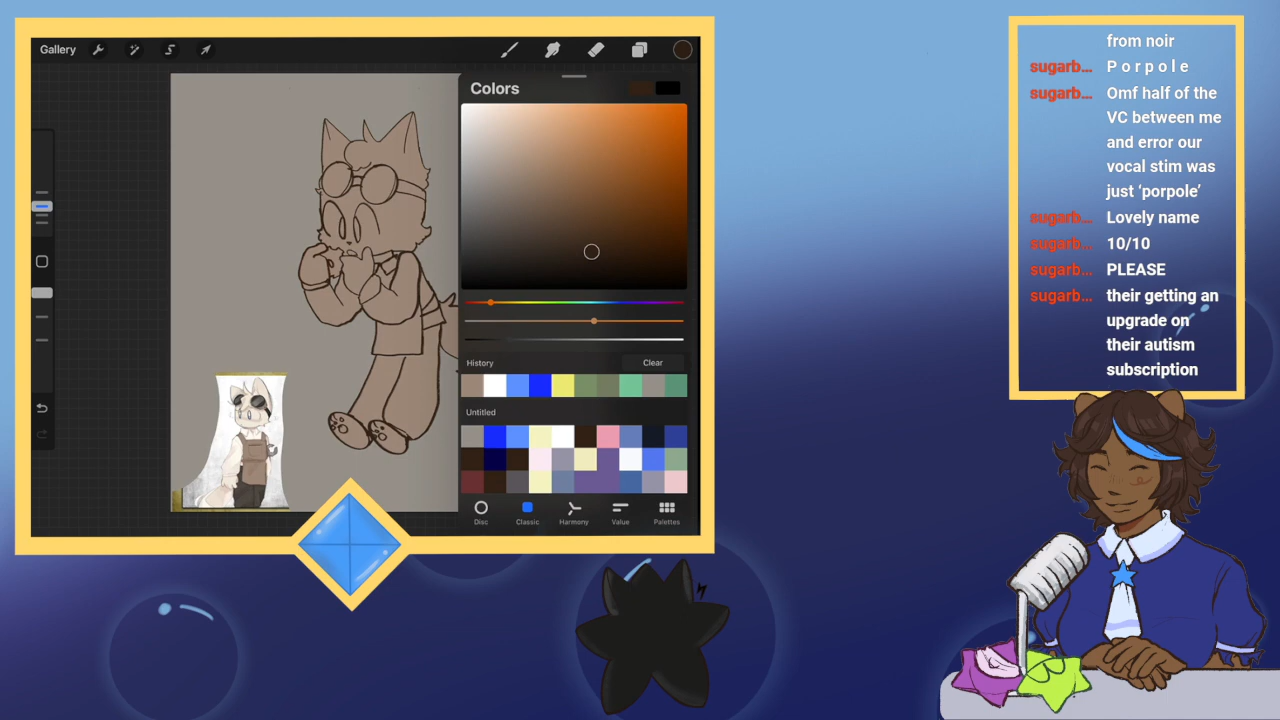 Gallery
Colors
History
Clear
Untitled
Disc
Classic
Harmony
Value
Palettes
from noir
sugarb... P o r p o l e
sugarb... Omf half of the
VC between me
and error our
vocal stim was
just ‘porpole’
sugarb... Lovely name
sugarb... 10/10
sugarb... PLEASE
sugarb... their getting an
upgrade on
their autism
subscription